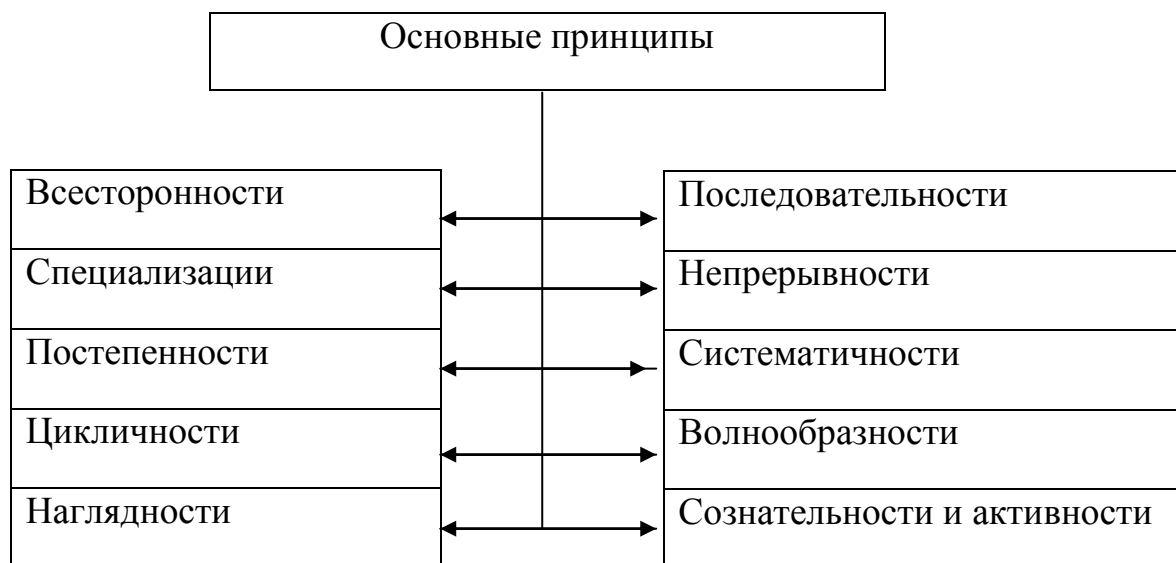 Основные принципы
Всесторонности
Последовательности
Специализации
Непрерывности
Постепенности
Систематичности
Цикличности
Волнообразности
Наглядности
Сознательности и активности